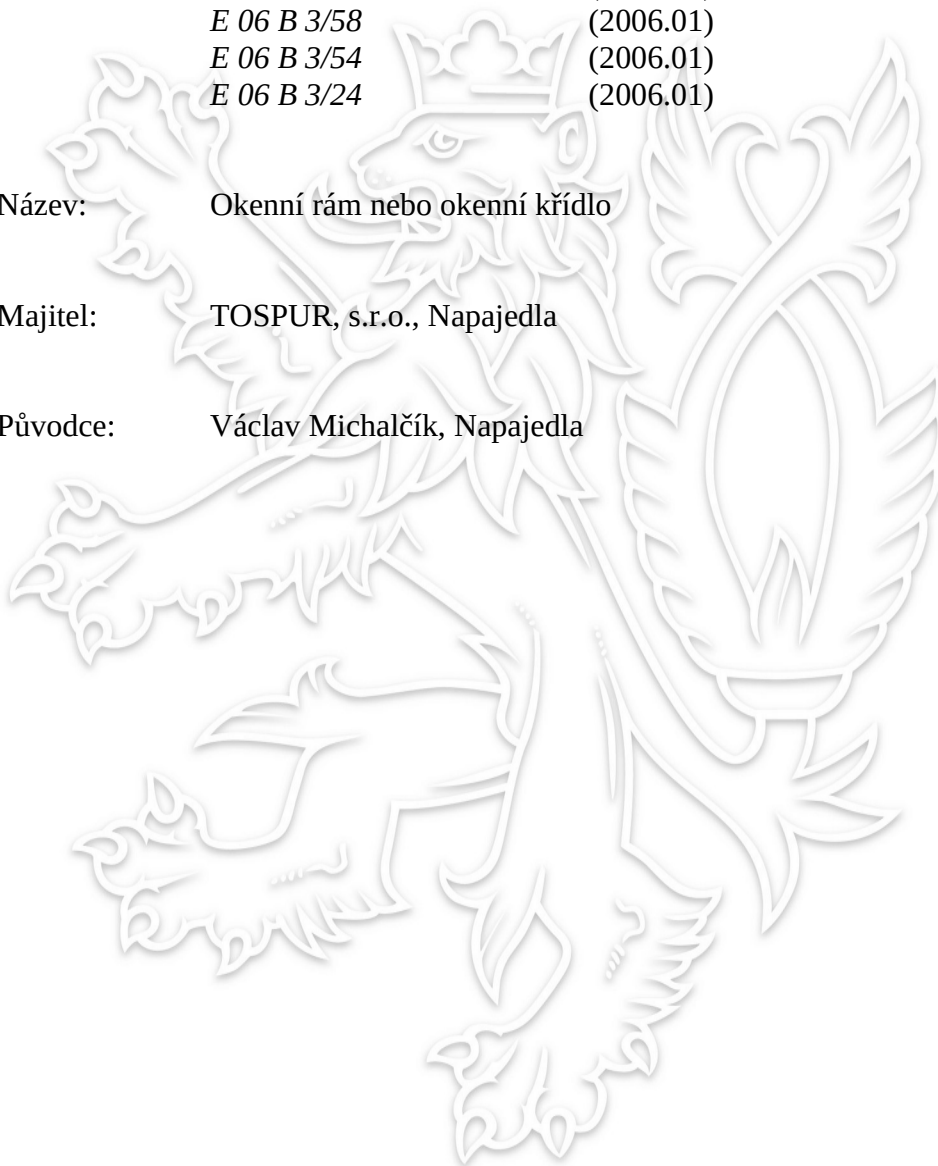 E 06 B 3/58 (2006.01)
E 06 B 3/54 (2006.01)
E 06 B 3/24 (2006.01)
Název: Okenní rám nebo okenní křídlo
Majitel: TOSPUR, s.r.o., Napajedla
Původce: Václav Michalčík, Napajedla